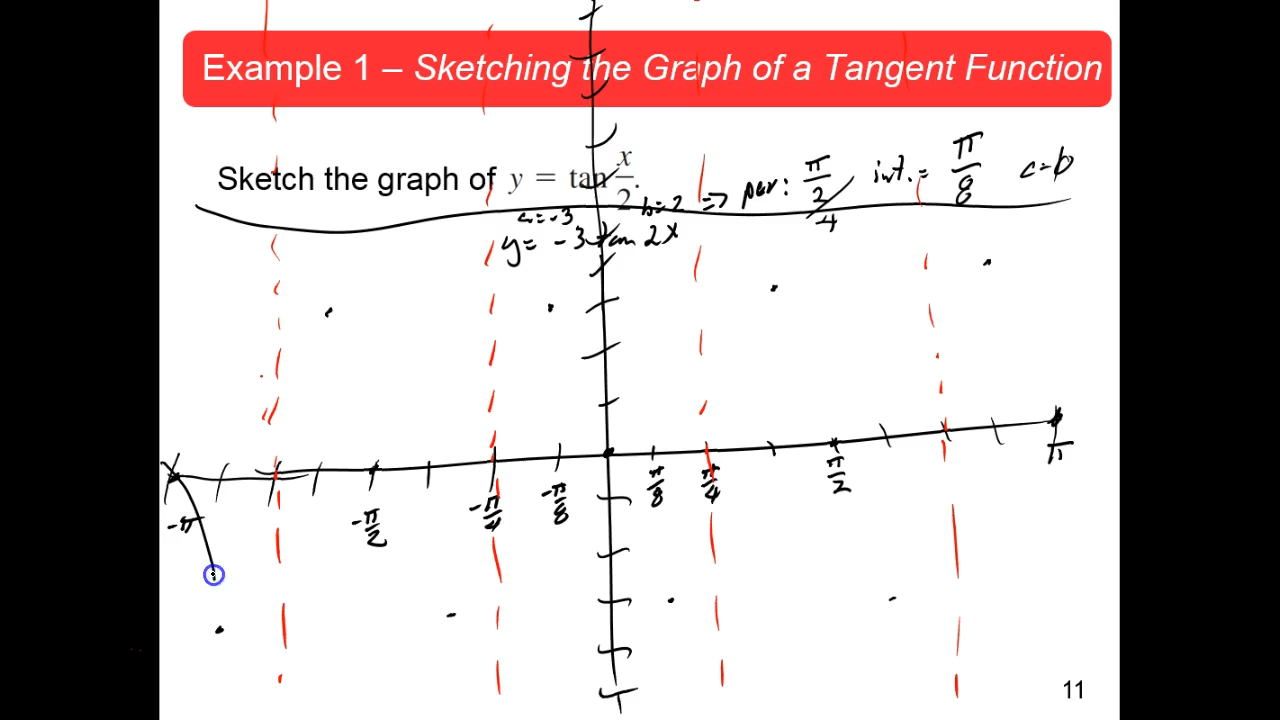 Example 1 – Sketching the Graph of a Tangent Function
Sketch the graph of y = tan x/2.
a = -3 b = 2 => per: π/2 /4 int. = π/8 c = 0
y = -3 tan 2x
-π -π/2 -π/4 -π/8 π/8 π/4 π/2 π
11